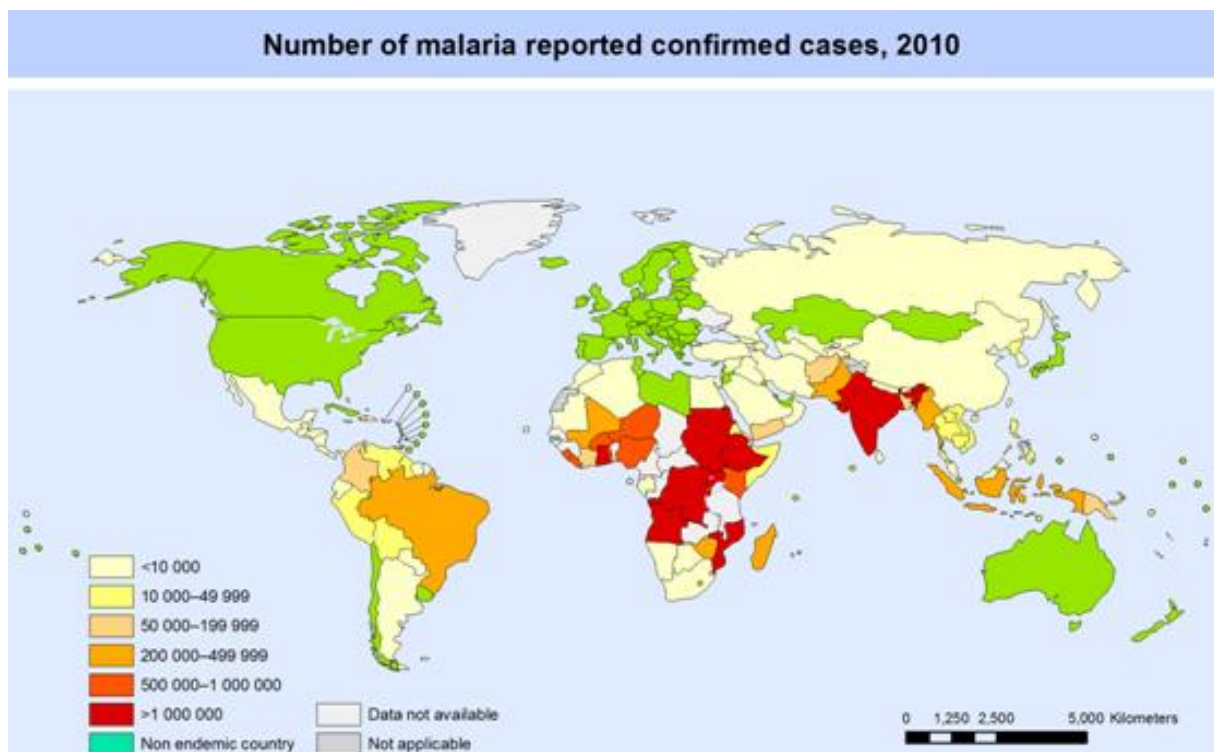 Number of malaria reported confirmed cases, 2010
<10 000
10 000–49 999
50 000–199 999
200 000–499 999
500 000–1 000 000
>1 000 000
Non endemic country
Data not available
Not applicable
0 1,250 2,500 5,000 Kilometers